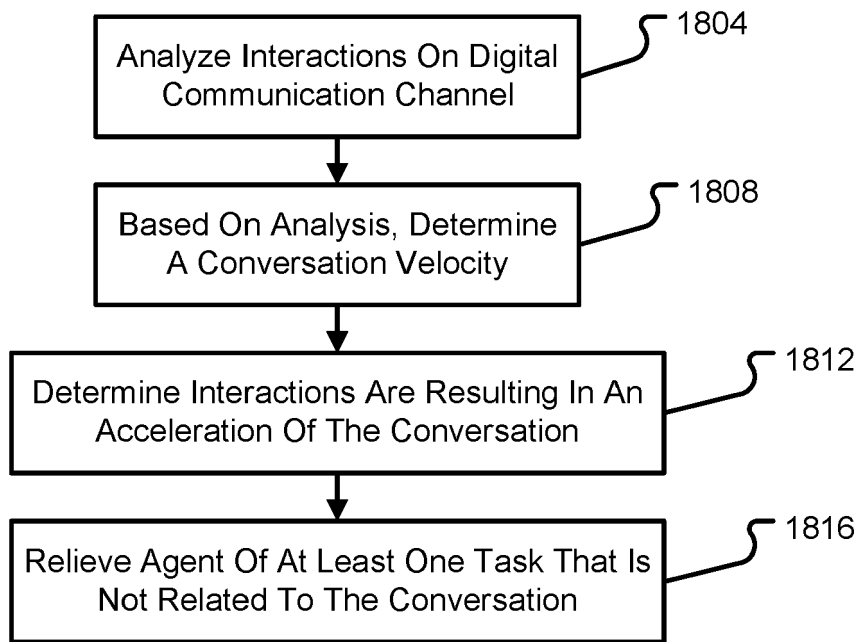 1804
Analyze Interactions On Digital
Communication Channel
1808
Based On Analysis, Determine
A Conversation Velocity
1812
Determine Interactions Are Resulting In An
Acceleration Of The Conversation
1816
Relieve Agent Of At Least One Task That Is
Not Related To The Conversation